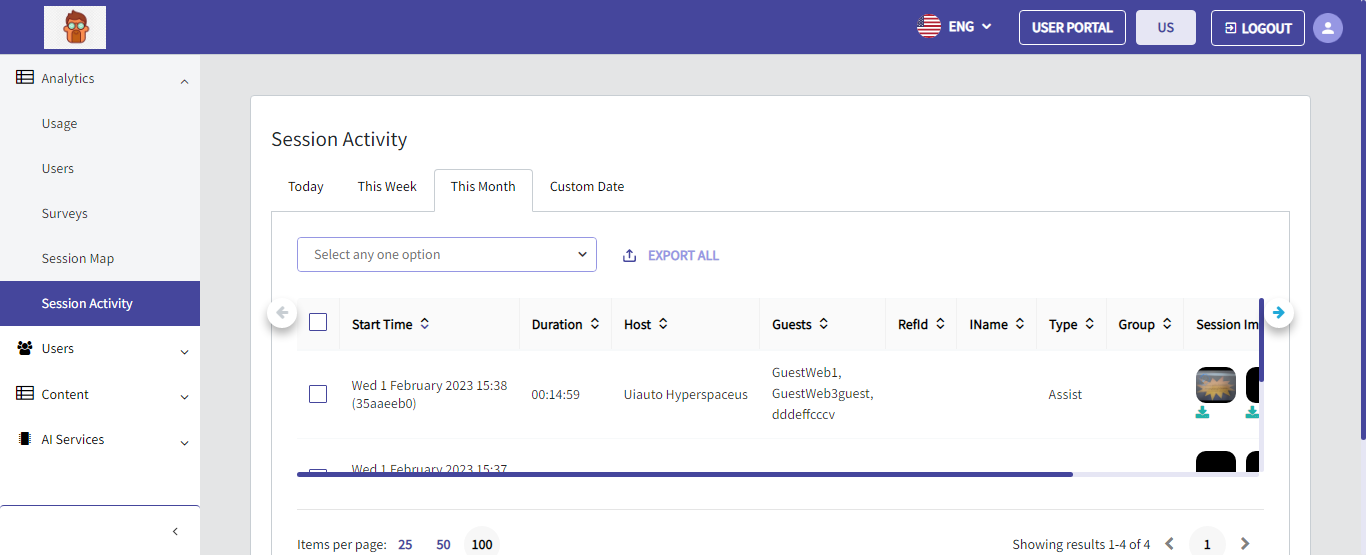 ENG
USER PORTAL
US
LOGOUT
Analytics
Usage
Users
Surveys
Session Map
Session Activity
Users
Content
AI Services
Session Activity
Today This Week This Month Custom Date
Select any one option
EXPORT ALL
Start Time Duration Host Guests RefId IName Type Group Session Im
Wed 1 February 2023 15:38
(35aaeeb0)
00:14:59
Uiauto Hyperspaceus
GuestWeb1,
GuestWeb3guest,
dddeffcccv
Assist
Wed 1 February 2023 15:37
Items per page: 25 50 100
Showing results 1-4 of 4 1